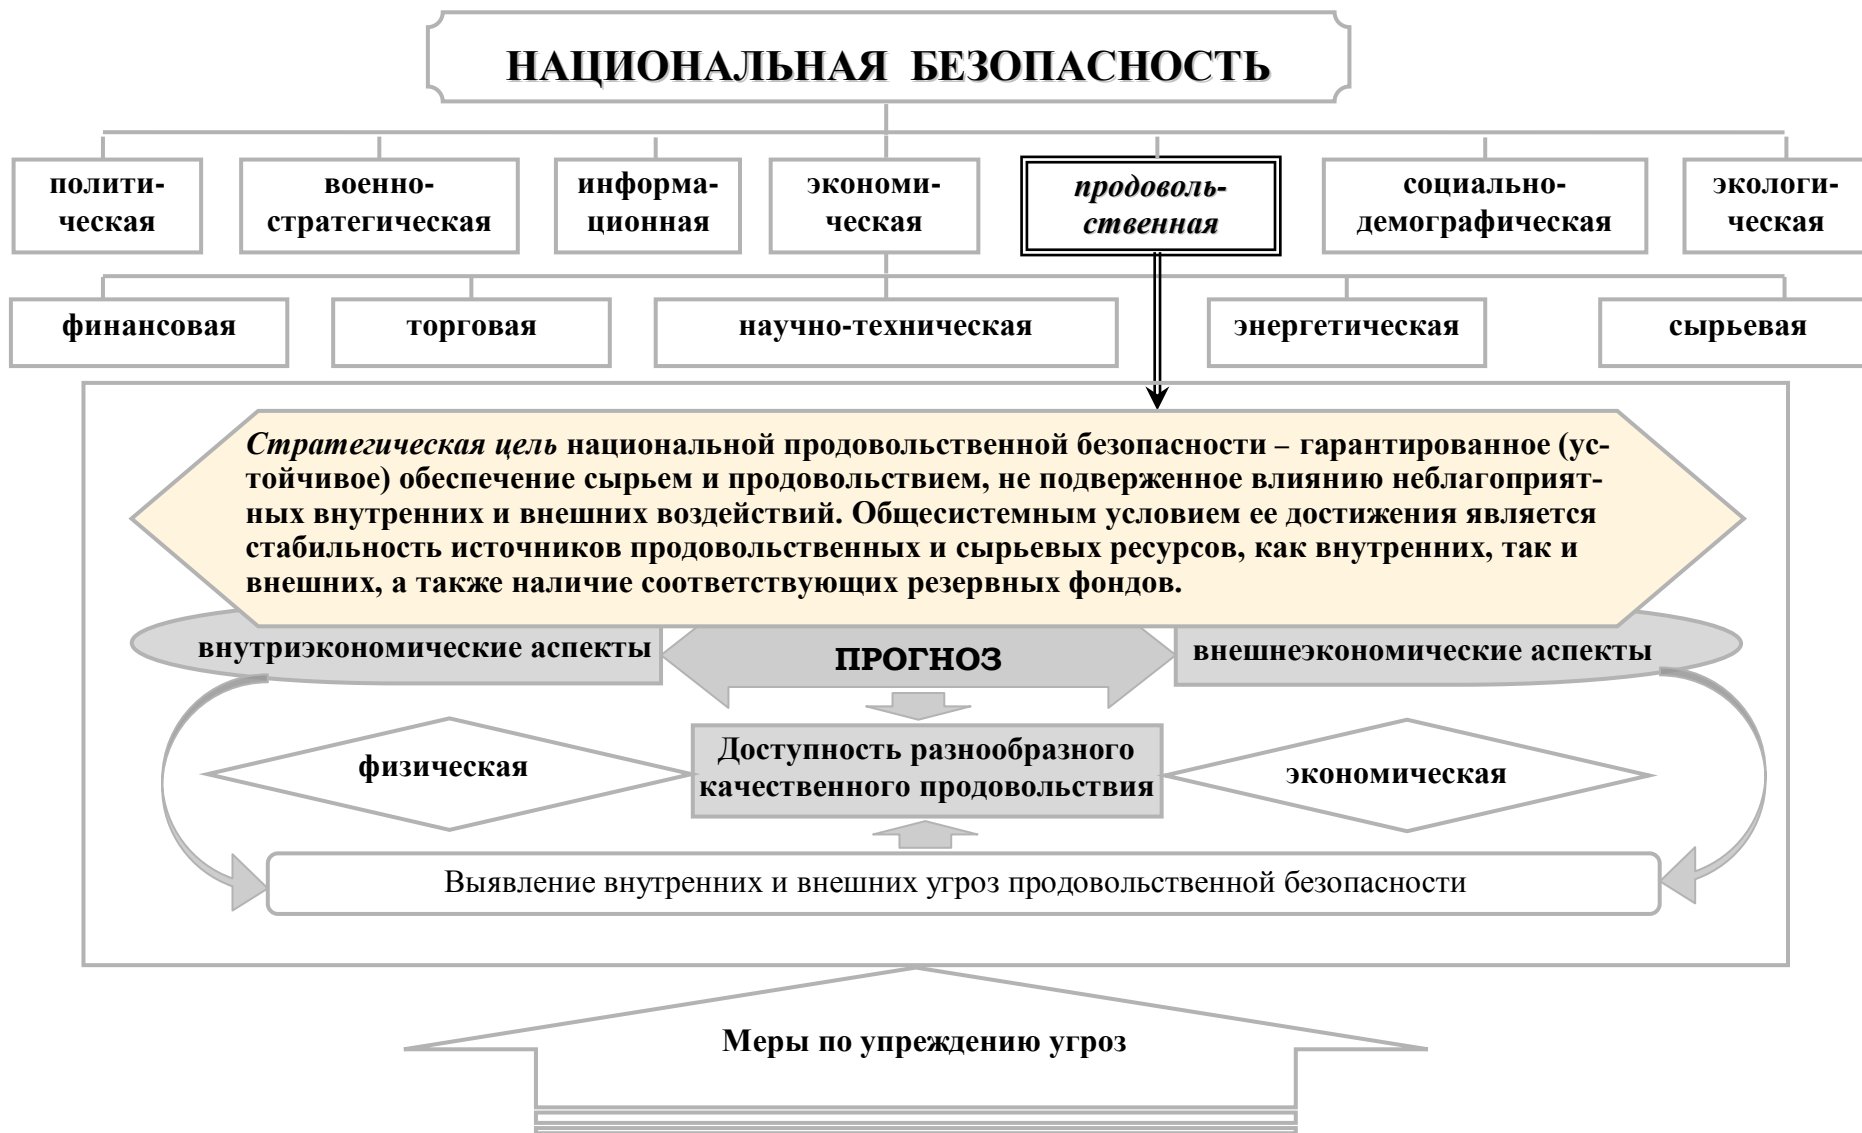 НАЦИОНАЛЬНАЯ БЕЗОПАСНОСТЬ
полити-
ческая
военно-
стратегическая
информа-
ционная
экономи-
ческая
продоволь-
ственная
социально-
демографическая
экологи-
ческая
финансовая
торговая
научно-техническая
энергетическая
сырьевая
Стратегическая цель национальной продовольственной безопасности – гарантированное (ус-
тойчивое) обеспечение сырьем и продовольствием, не подверженное влиянию неблагоприят-
ных внутренних и внешних воздействий. Общесистемным условием ее достижения является
стабильность источников продовольственных и сырьевых ресурсов, как внутренних, так и
внешних, а также наличие соответствующих резервных фондов.
внутриэкономические аспекты
ПРОГНОЗ
внешнеэкономические аспекты
физическая
Доступность разнообразного
качественного продовольствия
экономическая
Выявление внутренних и внешних угроз продовольственной безопасности
Меры по упреждению угроз